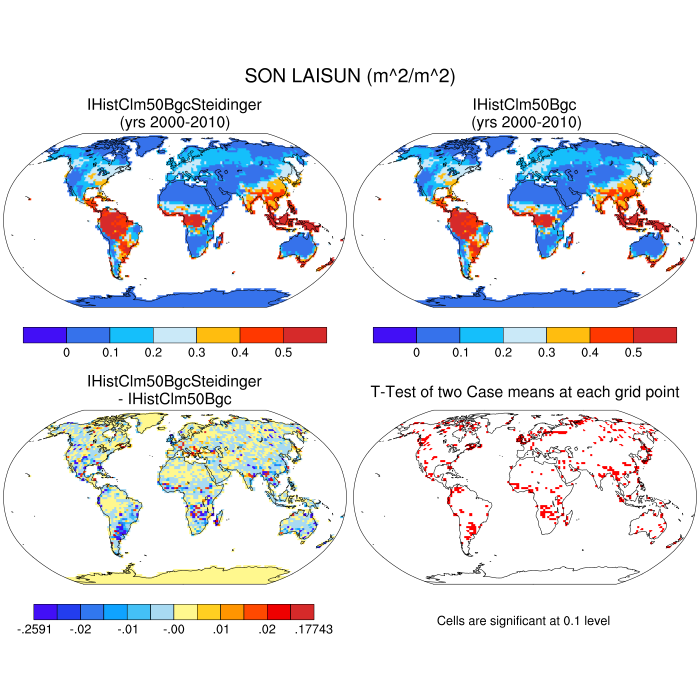 SON LAISUN (m^2/m^2)
IHistClm50BgcSteidinger
(yrs 2000-2010)
IHistClm50Bgc
(yrs 2000-2010)
0 0.1 0.2 0.3 0.4 0.5
0 0.1 0.2 0.3 0.4 0.5
IHistClm50BgcSteidinger
- IHistClm50Bgc
T-Test of two Case means at each grid point
-.2591 -.02 -.01 -.00 .01 .02 .17743
Cells are significant at 0.1 level